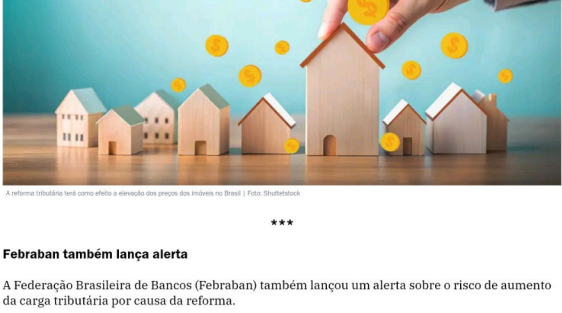 A reforma tributária terá como efeito a elevação dos preços dos imóveis no Brasil | Foto: Shutterstock
***
Febraban também lança alerta
A Federação Brasileira de Bancos (Febraban) também lançou um alerta sobre o risco de aumento
da carga tributária por causa da reforma.